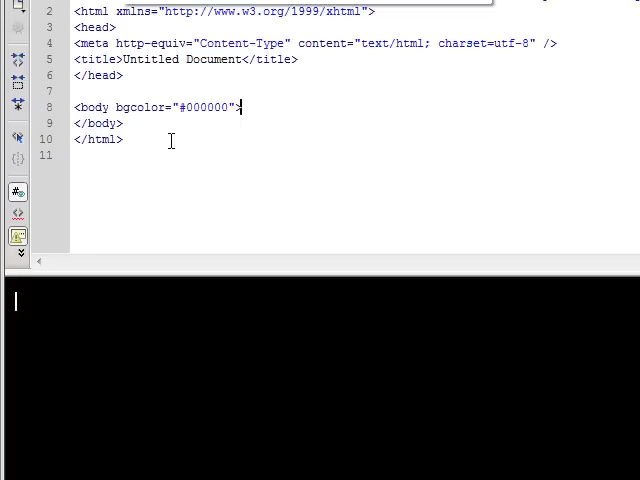 2 <html xmlns="http://www.w3.org/1999/xhtml">
3 <head>
4 <meta http-equiv="Content-Type" content="text/html; charset=utf-8" />
5 <title>Untitled Document</title>
6 </head>
7
8 <body bgcolor="#000000">
9 </body>
10 </html>
11